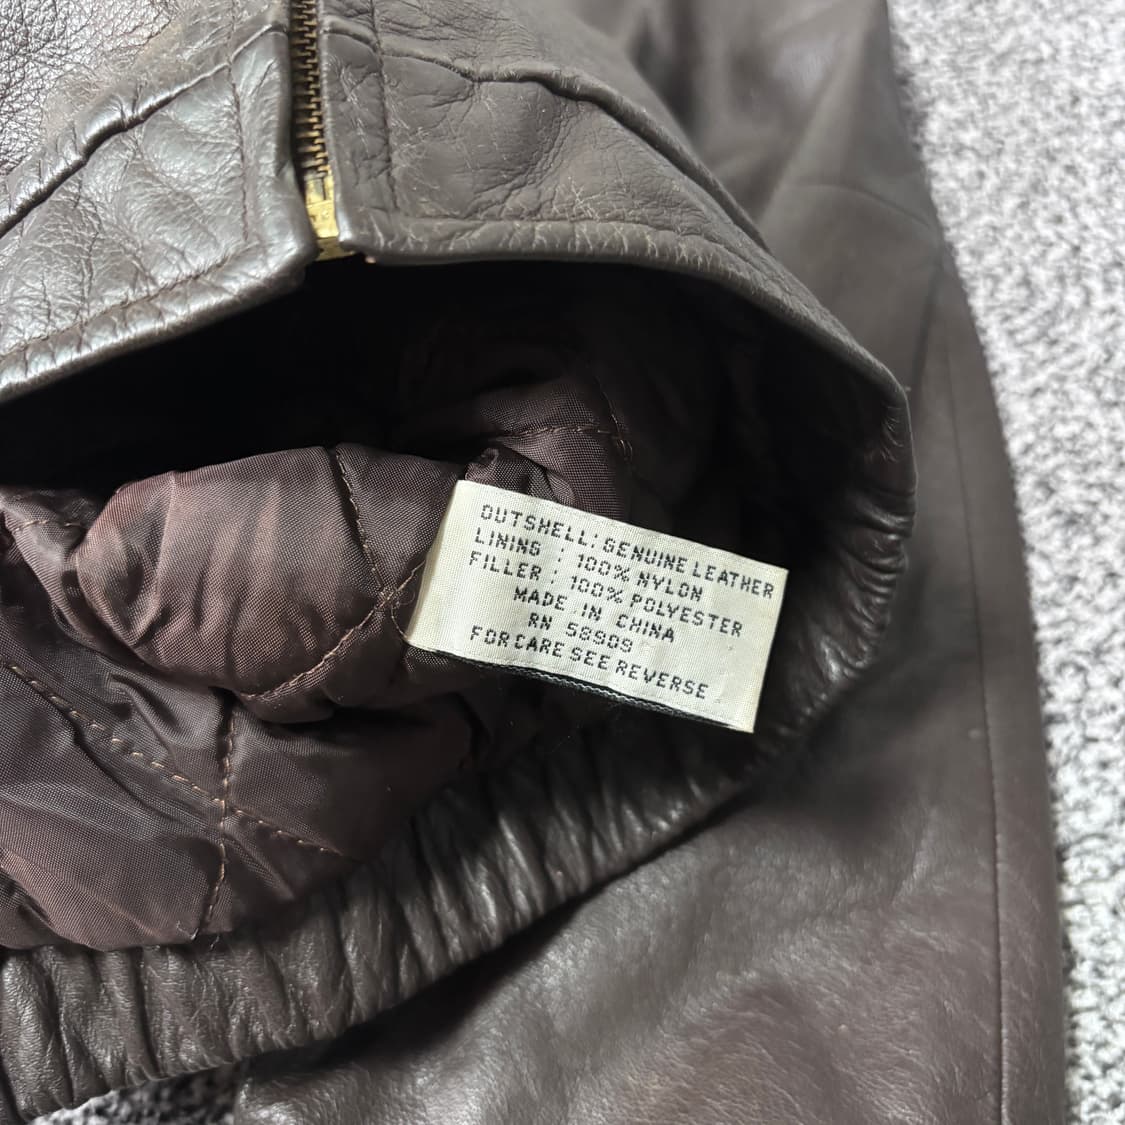 OUTSHELL: GENUINE LEATHER
LINING : 100% NYLON
FILLER : 100% POLYESTER
MADE IN CHINA
RN 58909
FOR CARE SEE REVERSE